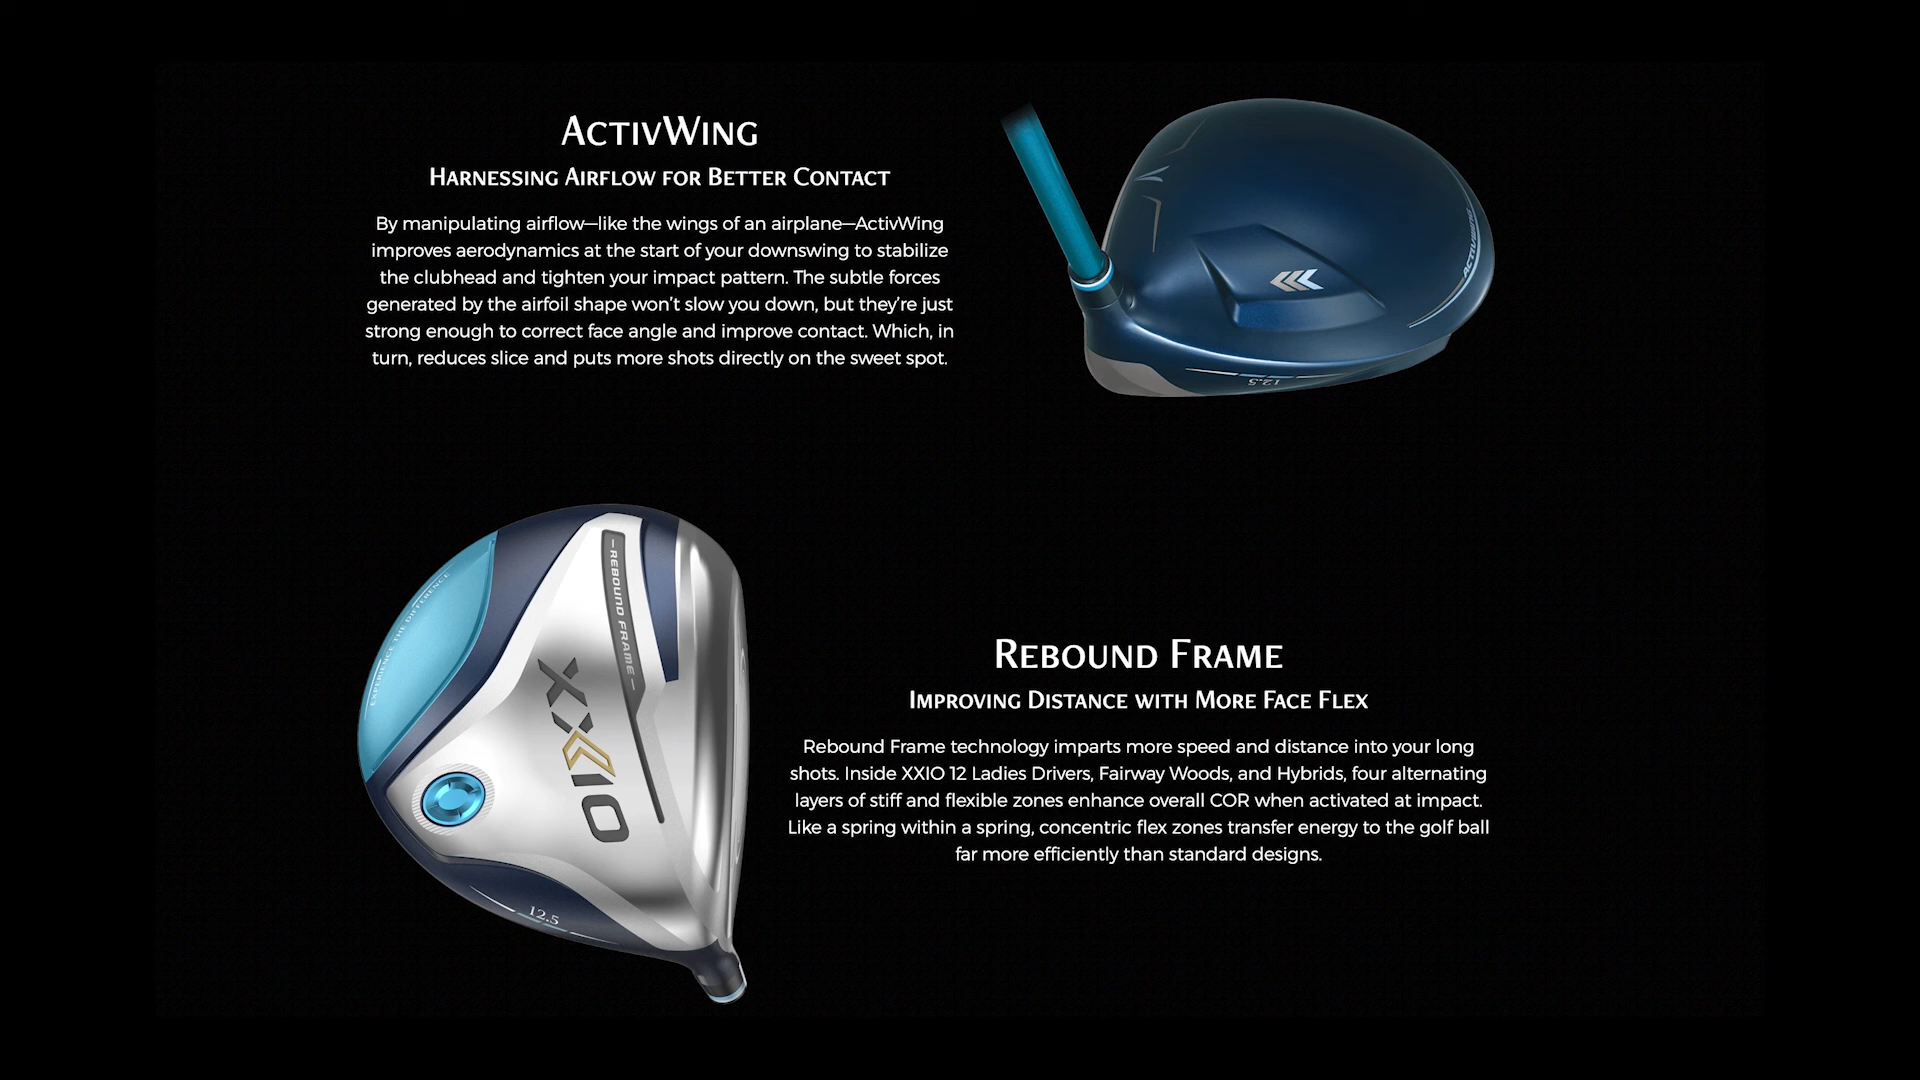 ActivWing
Harnessing Airflow for Better Contact
By manipulating airflow—like the wings of an airplane—ActivWing
improves aerodynamics at the start of your downswing to stabilize
the clubhead and tighten your impact pattern. The subtle forces
generated by the airfoil shape won't slow you down, but they're just
strong enough to correct face angle and improve contact. Which, in
turn, reduces slice and puts more shots directly on the sweet spot.
ACTIVWING
12.5
EXPERIENCE THE DIFFERENCE
– REBOUND FRAME –
XXIO
12.5
Rebound Frame
Improving Distance with More Face Flex
Rebound Frame technology imparts more speed and distance into your long
shots. Inside XXIO 12 Ladies Drivers, Fairway Woods, and Hybrids, four alternating
layers of stiff and flexible zones enhance overall COR when activated at impact.
Like a spring within a spring, concentric flex zones transfer energy to the golf ball
far more efficiently than standard designs.